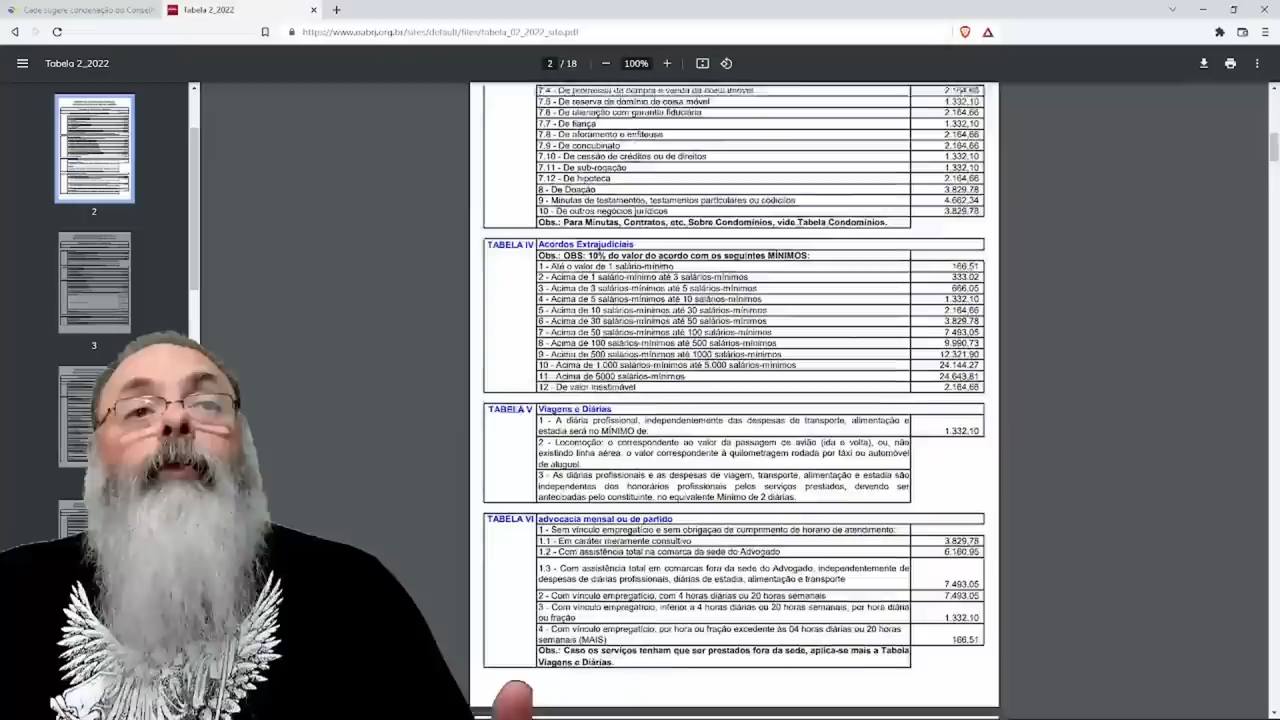 Cade sugere condenação do Conselh
Tabela 2_2022
https://www.oabrj.org.br/sites/default/files/tabela_02_2022_site.pdf
Tabela 2_2022
2 / 18
100%
2
3
7.4 - De promessa de compra e venda de coisa imóvel 2.164,66
7.5 - De reserva de domínio de coisa móvel 1.332,10
7.6 - De alienação com garantia fiduciária 2.164,66
7.7 - De fiança 1.332,10
7.8 - De aforamento e enfiteuse 2.164,66
7.9 - De concubinato 2.164,66
7.10 - De cessão de créditos ou de direitos 1.332,10
7.11 - De sub-rogação 1.332,10
7.12 - De hipoteca 2.164,66
8 - De Doação 3.829,78
9 - Minutas de testamentos, testamentos particulares ou codicilos 4.662,34
10 - De outros negócios jurídicos 3.829,78
Obs.: Para Minutas, Contratos, etc. Sobre Condomínios, vide Tabela Condomínios.
TABELA IV Acordos Extrajudiciais
Obs.: OBS: 10% do valor do acordo com os seguintes MÍNIMOS:
1 - Até o valor de 1 salário-mínimo 166,51
2 - Acima de 1 salário-mínimo até 3 salários-mínimos 333,02
3 - Acima de 3 salários-mínimos até 5 salários-mínimos 666,05
4 - Acima de 5 salários-mínimos até 10 salários-mínimos 1.332,10
5 - Acima de 10 salários-mínimos até 30 salários-mínimos 2.164,66
6 - Acima de 30 salários-mínimos até 50 salários-mínimos 3.829,78
7 - Acima de 50 salários-mínimos até 100 salários-mínimos 7.493,05
8 - Acima de 100 salários-mínimos até 500 salários-mínimos 9.990,73
9 - Acima de 500 salários-mínimos até 1000 salários-mínimos 12.321,90
10 - Acima de 1.000 salários-mínimos até 5.000 salários-mínimos 24.144,27
11 - Acima de 5000 salários-mínimos 24.643,81
12 - De valor inestimável 2.164,66
TABELA V Viagens e Diárias
1 - A diária profissional, independentemente das despesas de transporte, alimentação e
estadia será no MÍNIMO de: 1.332,10
2 - Locomoção: o correspondente ao valor da passagem de avião (ida e volta), ou, não
existindo linha aérea, o valor correspondente à quilometragem rodada por táxi ou automóvel
de aluguel.
3 - As diárias profissionais e as despesas de viagem, transporte, alimentação e estadia são
independentes dos honorários profissionais pelos serviços prestados, devendo ser
antecipadas pelo constituinte, no equivalente Mínimo de 2 diárias.
TABELA VI advocacia mensal ou de partido
1 - Sem vínculo empregatício e sem obrigação de cumprimento de horário de atendimento:
1.1 - Em caráter meramente consultivo 3.829,78
1.2 - Com assistência total na comarca da sede do Advogado 6.160,95
1.3 - Com assistência total em comarcas fora da sede do Advogado, independentemente de
despesas de diárias profissionais, diárias de estadia, alimentação e transporte 7.493,05
2 - Com vínculo empregatício, com 4 horas diárias ou 20 horas semanais 7.493,05
3 - Com vínculo empregatício, inferior a 4 horas diárias ou 20 horas semanais, por hora diária
ou fração 1.332,10
4 - Com vínculo empregatício, por hora ou fração excedente às 04 horas diárias ou 20 horas
semanais (MAIS) 166,51
Obs.: Caso os serviços tenham que ser prestados fora da sede, aplica-se mais a Tabela
Viagens e Diárias.